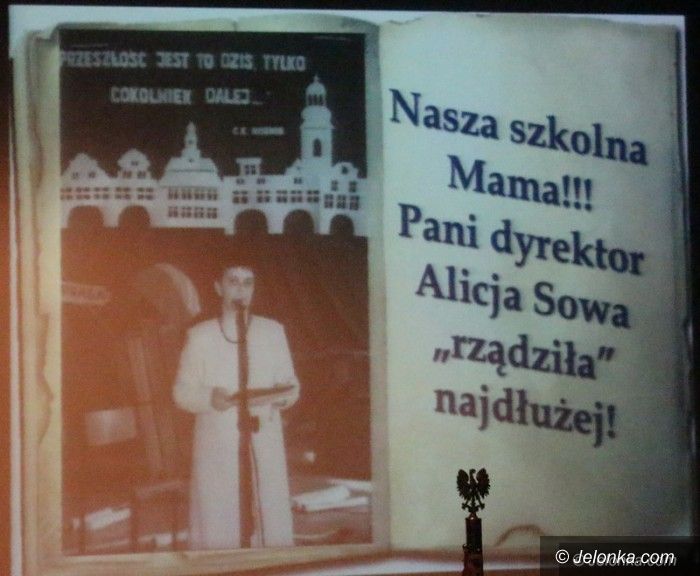 PRZESZŁOŚĆ JEST TO DZIŚ, TYLKO
COKOLWIEK DALEJ...
C.K. NORWID
Nasza szkolna
Mama!!!
Pani dyrektor
Alicja Sowa
„rządziła”
najdłużej!
© Jelonka.com